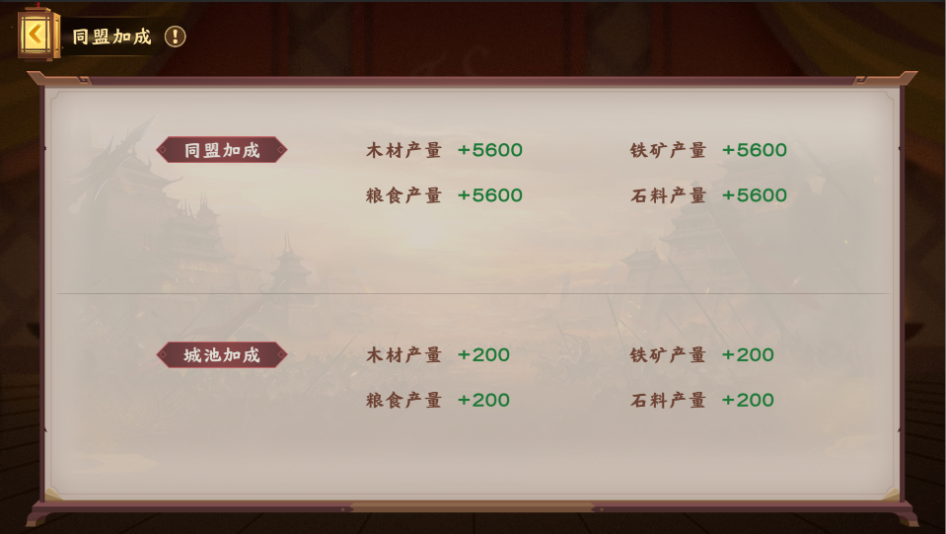 同盟加成 !
同盟加成 木材产量 +5600 铁矿产量 +5600
粮食产量 +5600 石料产量 +5600
城池加成 木材产量 +200 铁矿产量 +200
粮食产量 +200 石料产量 +200